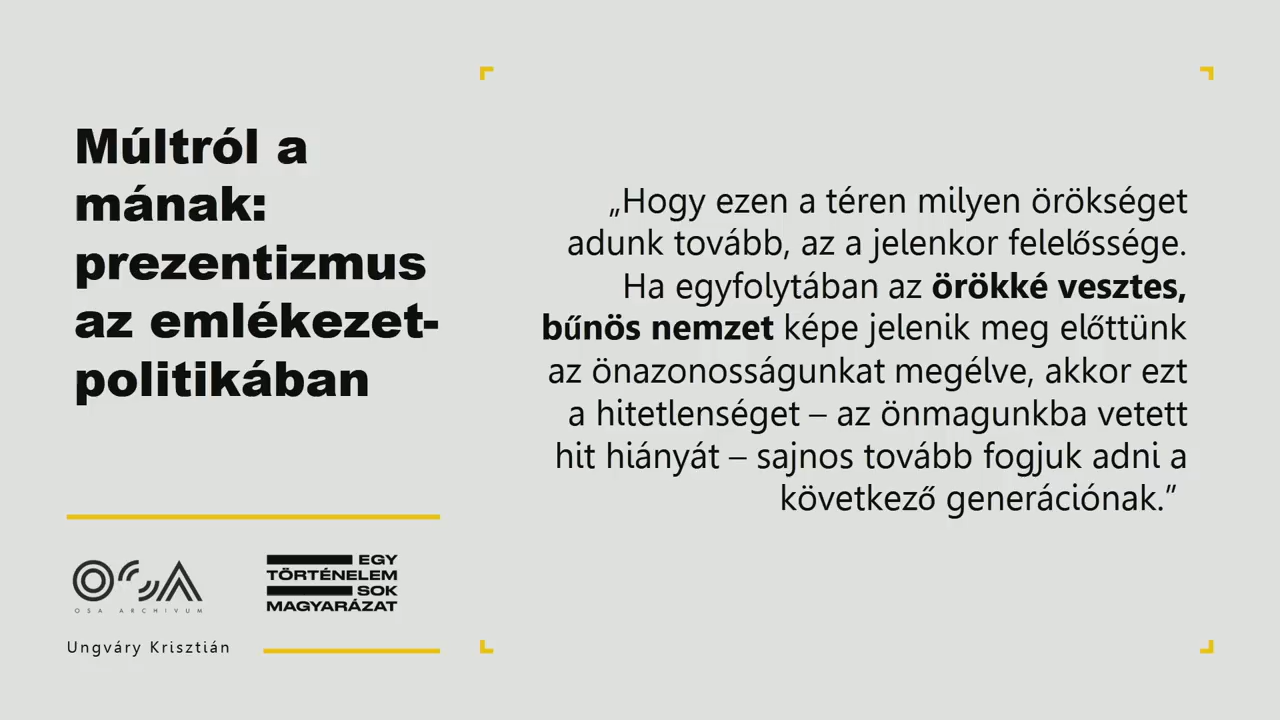 Múltról a
mának:
prezentizmus
az emlékezet-
politikában
„Hogy ezen a téren milyen örökséget
adunk tovább, az a jelenkor felelőssége.
Ha egyfolytában az örökké vesztes,
bűnös nemzet képe jelenik meg előttünk
az önazonosságunkat megélve, akkor ezt
a hitetlenséget – az önmagunkba vetett
hit hiányát – sajnos tovább fogjuk adni a
következő generációnak.”
OSA
OSA ARCHIVUM
EGY
TÖRTÉNELEM
SOK
MAGYARÁZAT
Ungváry Krisztián